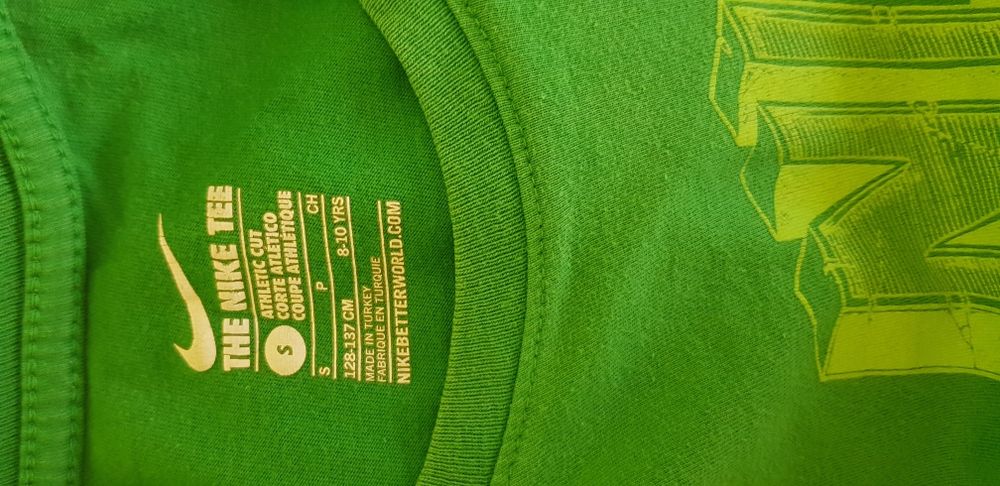 THE NIKE TEE
S
ATHLETIC CUT
CORTE ATLÉTICO
COUPE ATHLÉTIQUE
S P CH
128-137 CM 8-10 YRS
MADE IN TURKEY
FABRIQUE EN TURQUIE
NIKEBETTERWORLD.COM